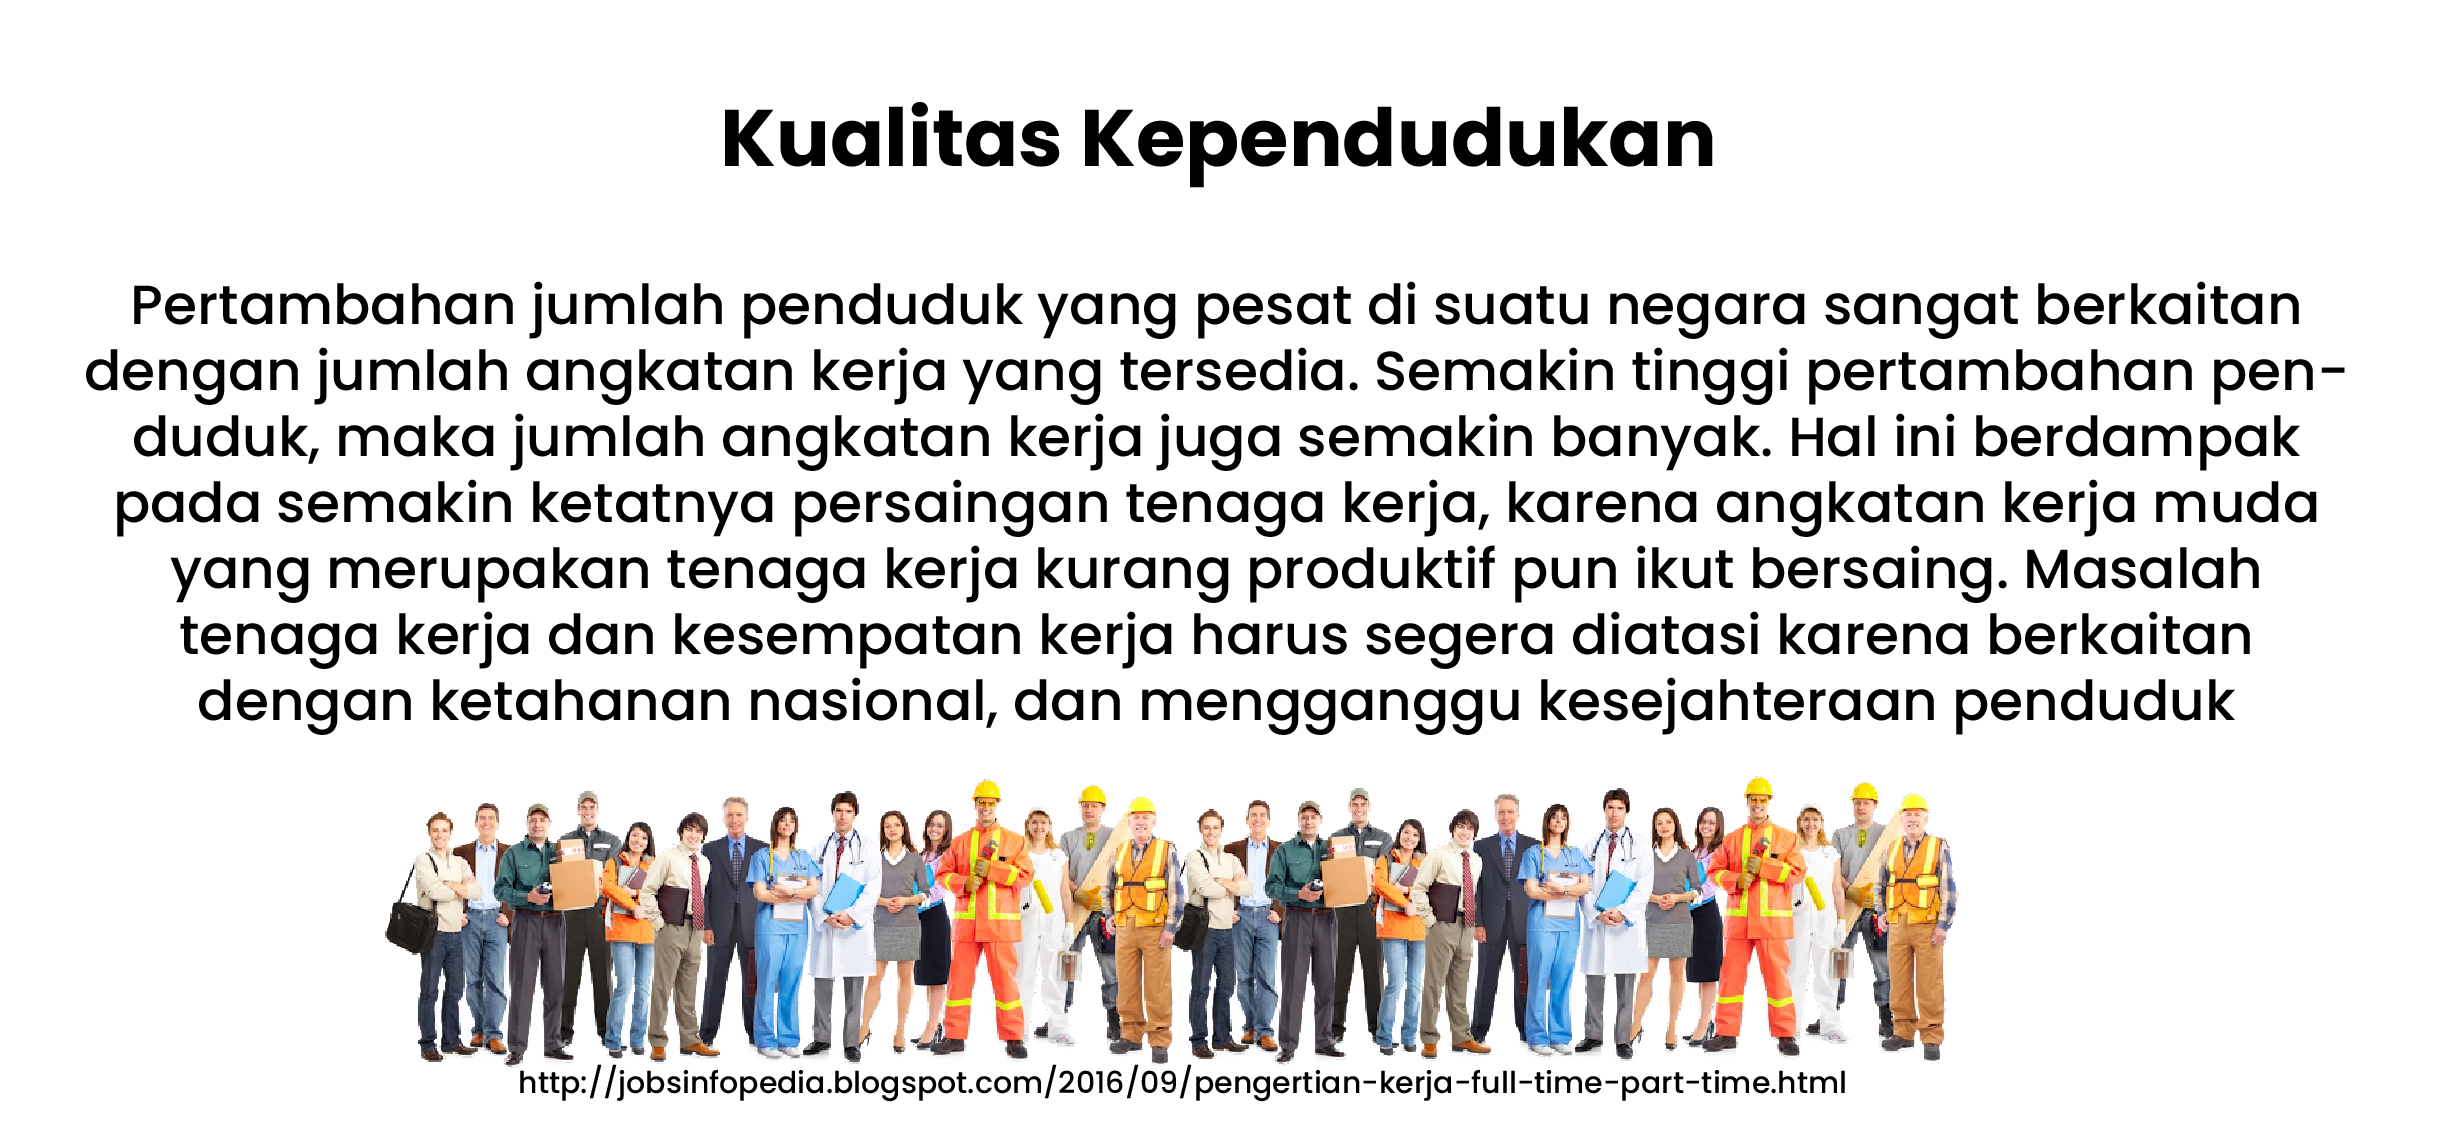 Kualitas Kependudukan
Pertambahan jumlah penduduk yang pesat di suatu negara sangat berkaitan
dengan jumlah angkatan kerja yang tersedia. Semakin tinggi pertambahan pen-
duduk, maka jumlah angkatan kerja juga semakin banyak. Hal ini berdampak
pada semakin ketatnya persaingan tenaga kerja, karena angkatan kerja muda
yang merupakan tenaga kerja kurang produktif pun ikut bersaing. Masalah
tenaga kerja dan kesempatan kerja harus segera diatasi karena berkaitan
dengan ketahanan nasional, dan mengganggu kesejahteraan penduduk
http://jobsinfopedia.blogspot.com/2016/09/pengertian-kerja-full-time-part-time.html